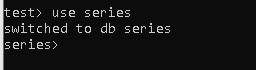 test> use series
switched to db series
series>